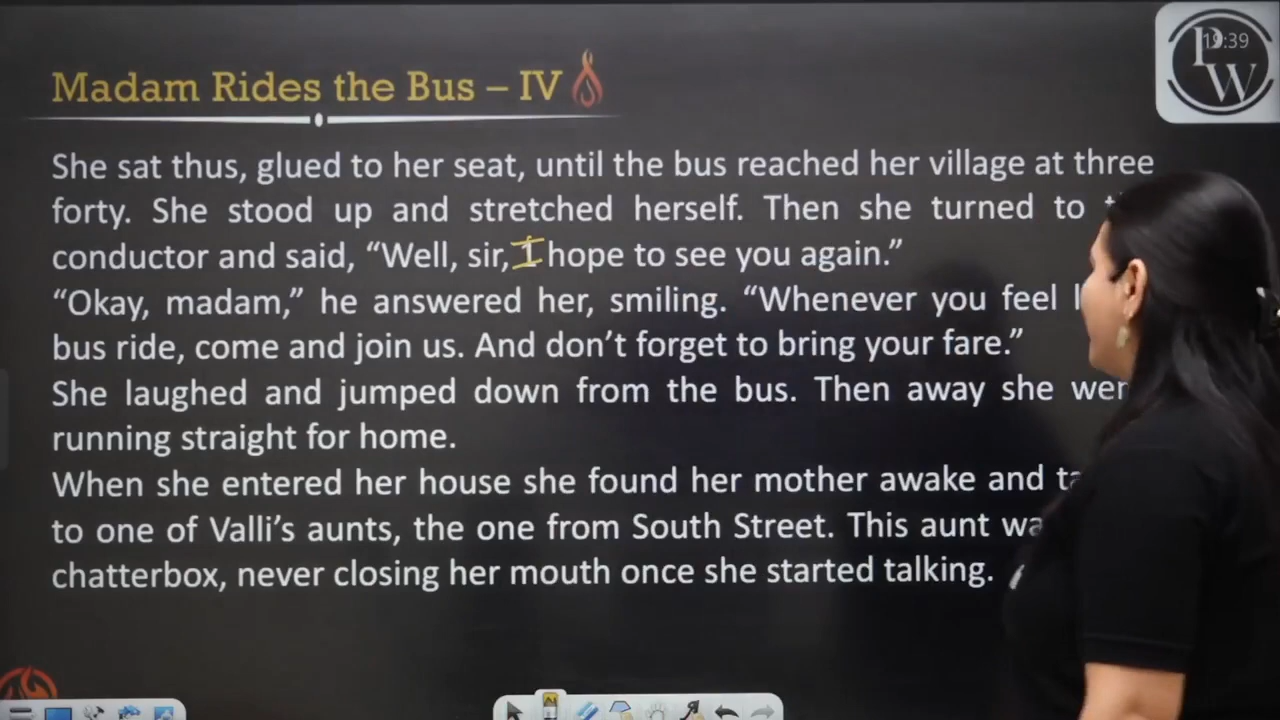 19:39
PW
Madam Rides the Bus – IV
She sat thus, glued to her seat, until the bus reached her village at three
forty. She stood up and stretched herself. Then she turned to
conductor and said, “Well, sir, I hope to see you again.”
“Okay, madam,” he answered her, smiling. “Whenever you feel
bus ride, come and join us. And don’t forget to bring your fare.”
She laughed and jumped down from the bus. Then away she
running straight for home.
When she entered her house she found her mother awake and
to one of Valli’s aunts, the one from South Street. This aunt
chatterbox, never closing her mouth once she started talking.